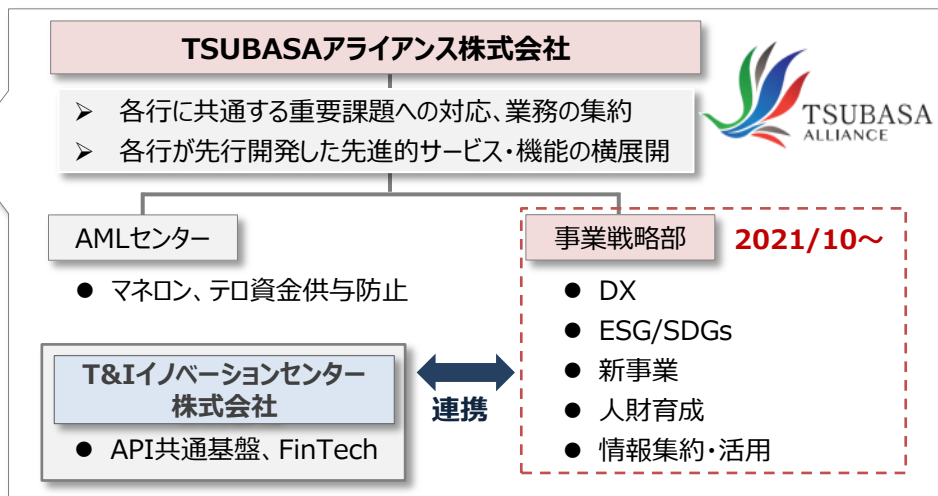 TSUBASAアライアンス株式会社
➢ 各行に共通する重要課題への対応、業務の集約
➢ 各行が先行開発した先進的サービス・機能の横展開
TSUBASA
ALLIANCE
AMLセンター
● マネロン、テロ資金供与防止
事業戦略部 2021/10～
● DX
● ESG/SDGs
● 新事業
● 人財育成
● 情報集約・活用
T&Iイノベーションセンター
株式会社
● API共通基盤、FinTech
連携